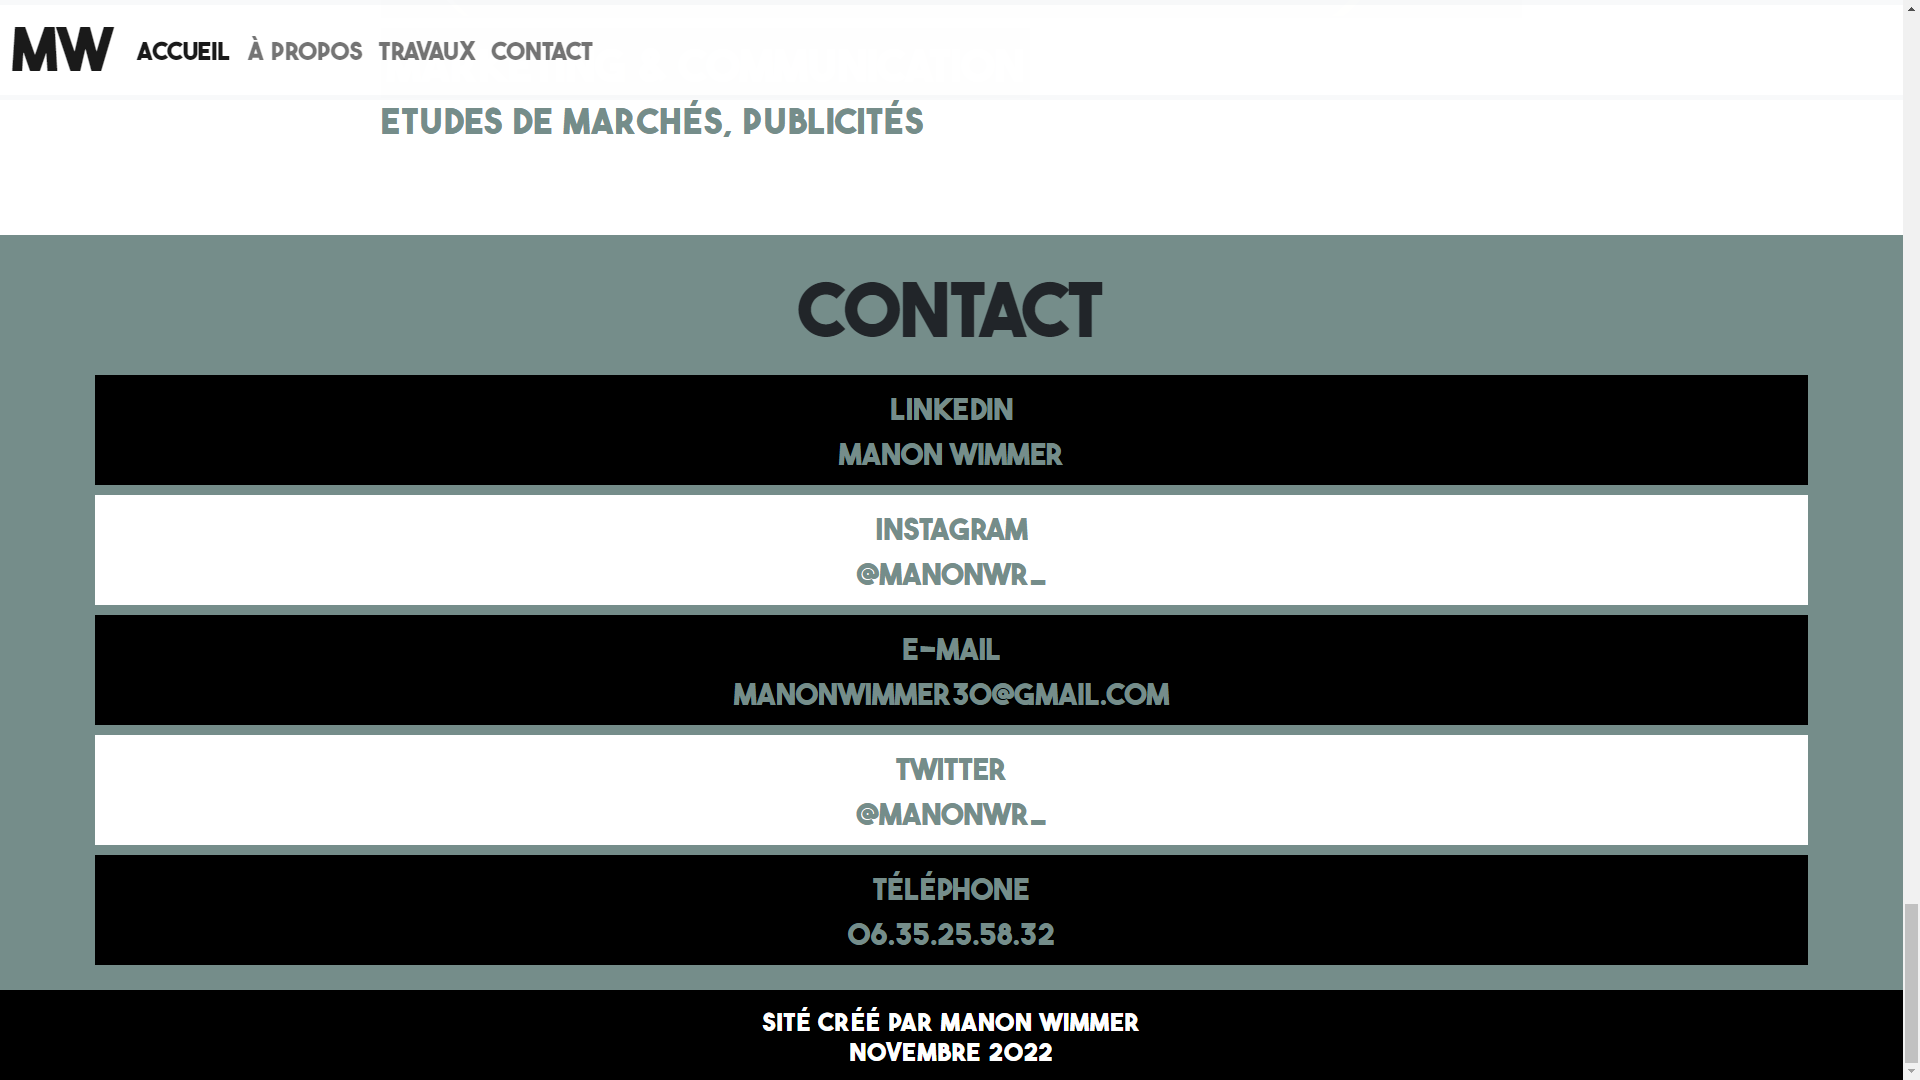 MW
ACCUEIL À PROPOS TRAVAUX CONTACT
ETUDES DE MARCHÉS, PUBLICITÉS
CONTACT
LINKEDIN
MANON WIMMER
INSTAGRAM
@MANONWR_
E-MAIL
MANONWIMMER30@GMAIL.COM
TWITTER
@MANONWR_
TÉLÉPHONE
06.35.25.58.32
SITÉ CRÉÉ PAR MANON WIMMER
NOVEMBRE 2022